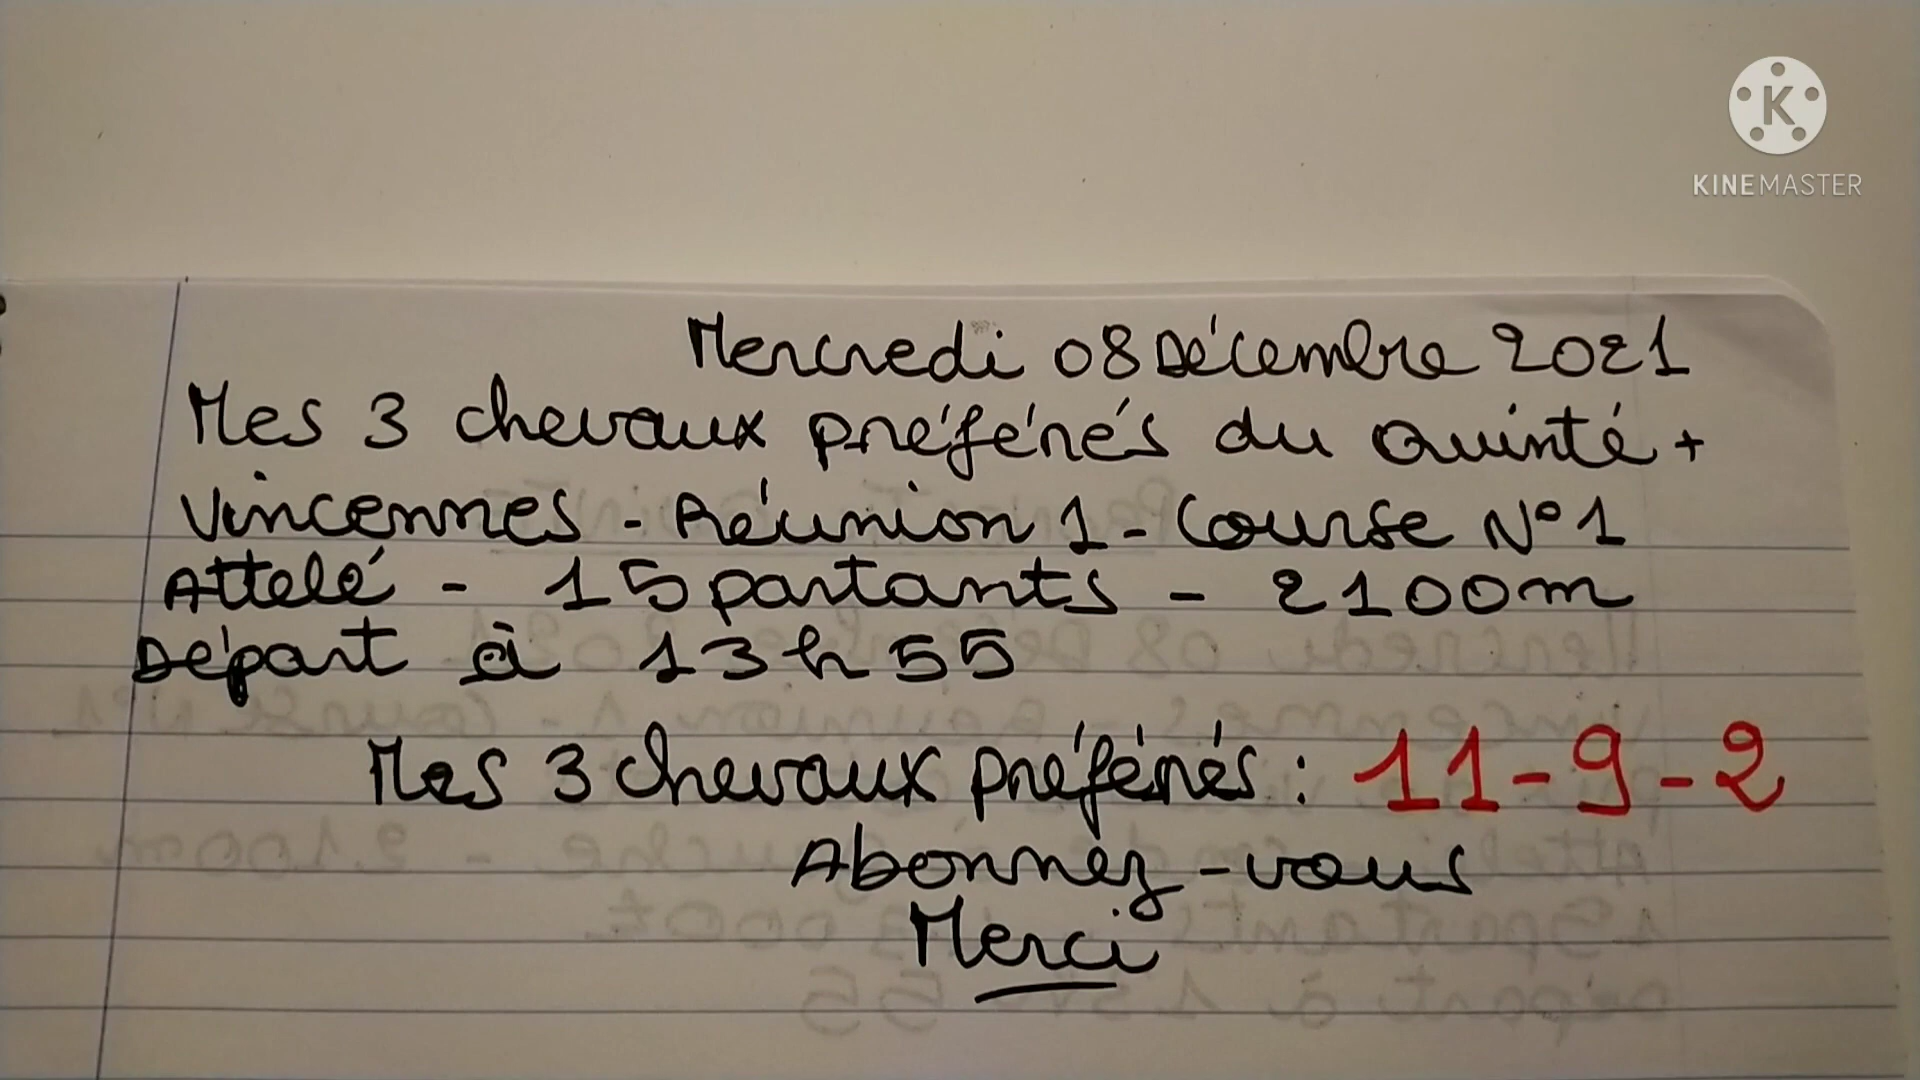 K
KINEMASTER
Mercredi 08 Décembre 2021
Mes 3 chevaux préférés du Quinté +
Vincennes - Réunion 1 - Course N°1
Attelé - 15 partants - 2100m
Départ à 13h55
Mes 3 chevaux préférés : 11-9-2
Abonnez-vous
Merci